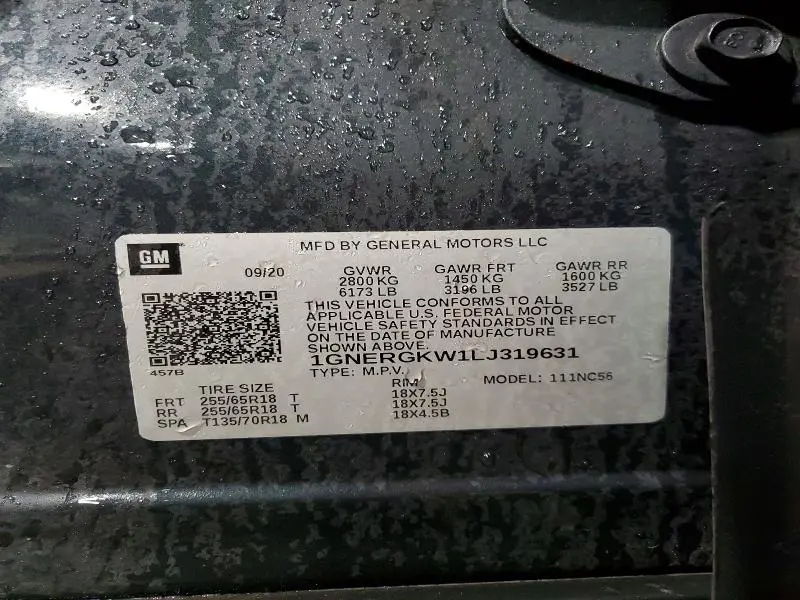 GM
MFD BY GENERAL MOTORS LLC
09/20 GVWR GAWR FRT GAWR RR
2800 KG 1450 KG 1600 KG
6173 LB 3196 LB 3527 LB
THIS VEHICLE CONFORMS TO ALL
APPLICABLE U.S. FEDERAL MOTOR
VEHICLE SAFETY STANDARDS IN EFFECT
ON THE DATE OF MANUFACTURE
SHOWN ABOVE.
1GNERGKW1LJ319631
457B
TYPE: M.P.V. MODEL: 111NC56
TIRE SIZE RIM
FRT 255/65R18 T 18X7.5J
RR 255/65R18 T 18X7.5J
SPA T135/70R18 M 18X4.5B